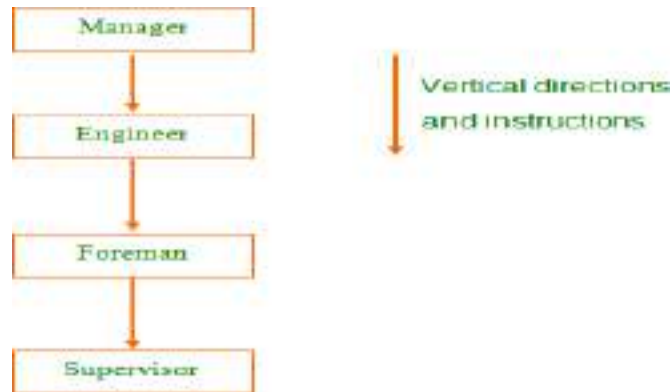 Manager
Vertical directions
and instructions
Engineer
Foreman
Supervisor